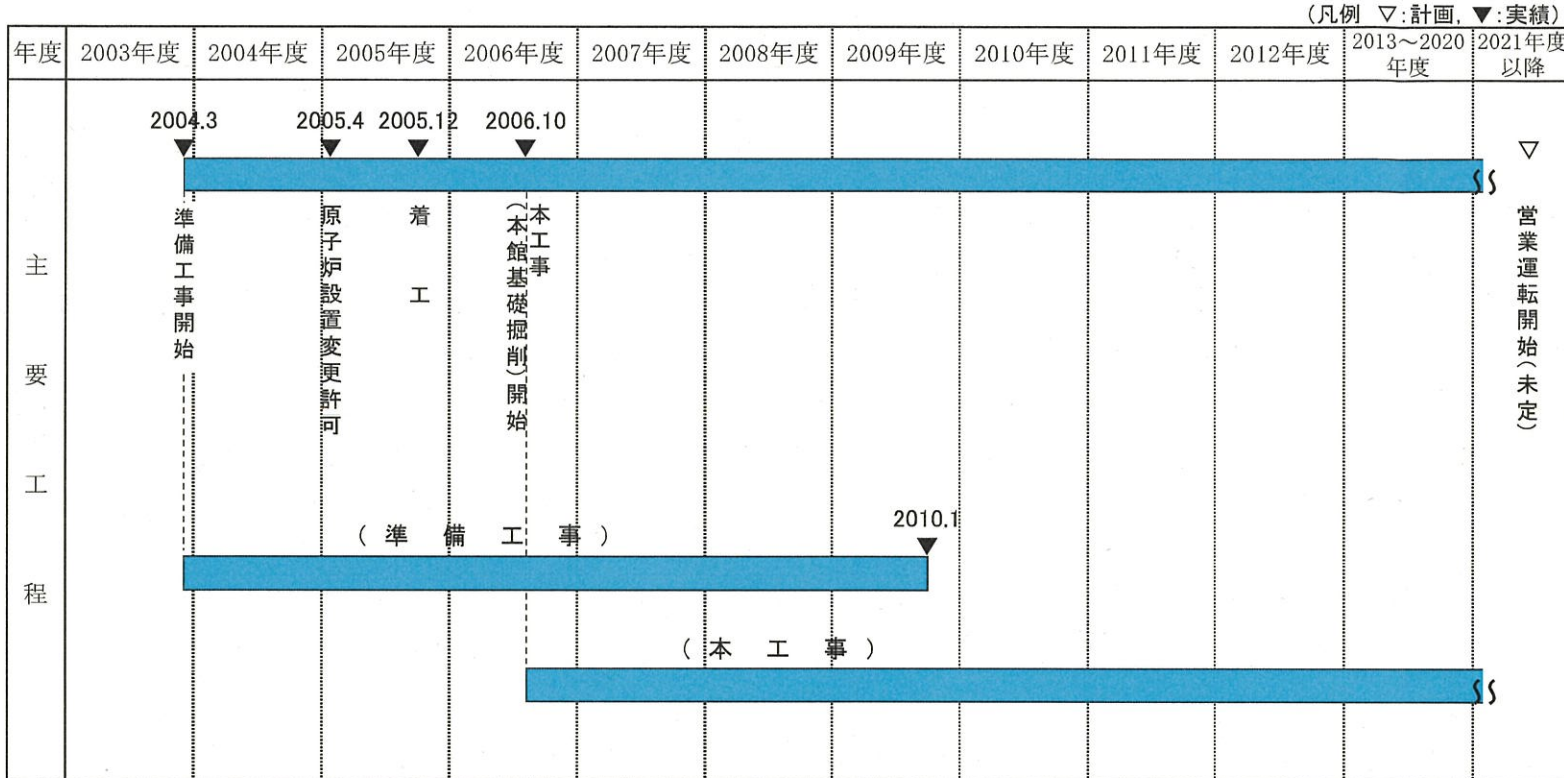 (凡例 ▽:計画, ▼:実績)
年度 2003年度 2004年度 2005年度 2006年度 2007年度 2008年度 2009年度 2010年度 2011年度 2012年度 2013～2020年度 2021年度以降
主要工程
2004.3 2005.4 2005.12 2006.10
▼ ▼ ▼ ▼ ▽
準備工事開始
原子炉設置変更許可
着工
本工事
(本館基礎掘削)開始
営業運転開始(未定)
2010.1
(準備工事) ▼
(本工事)